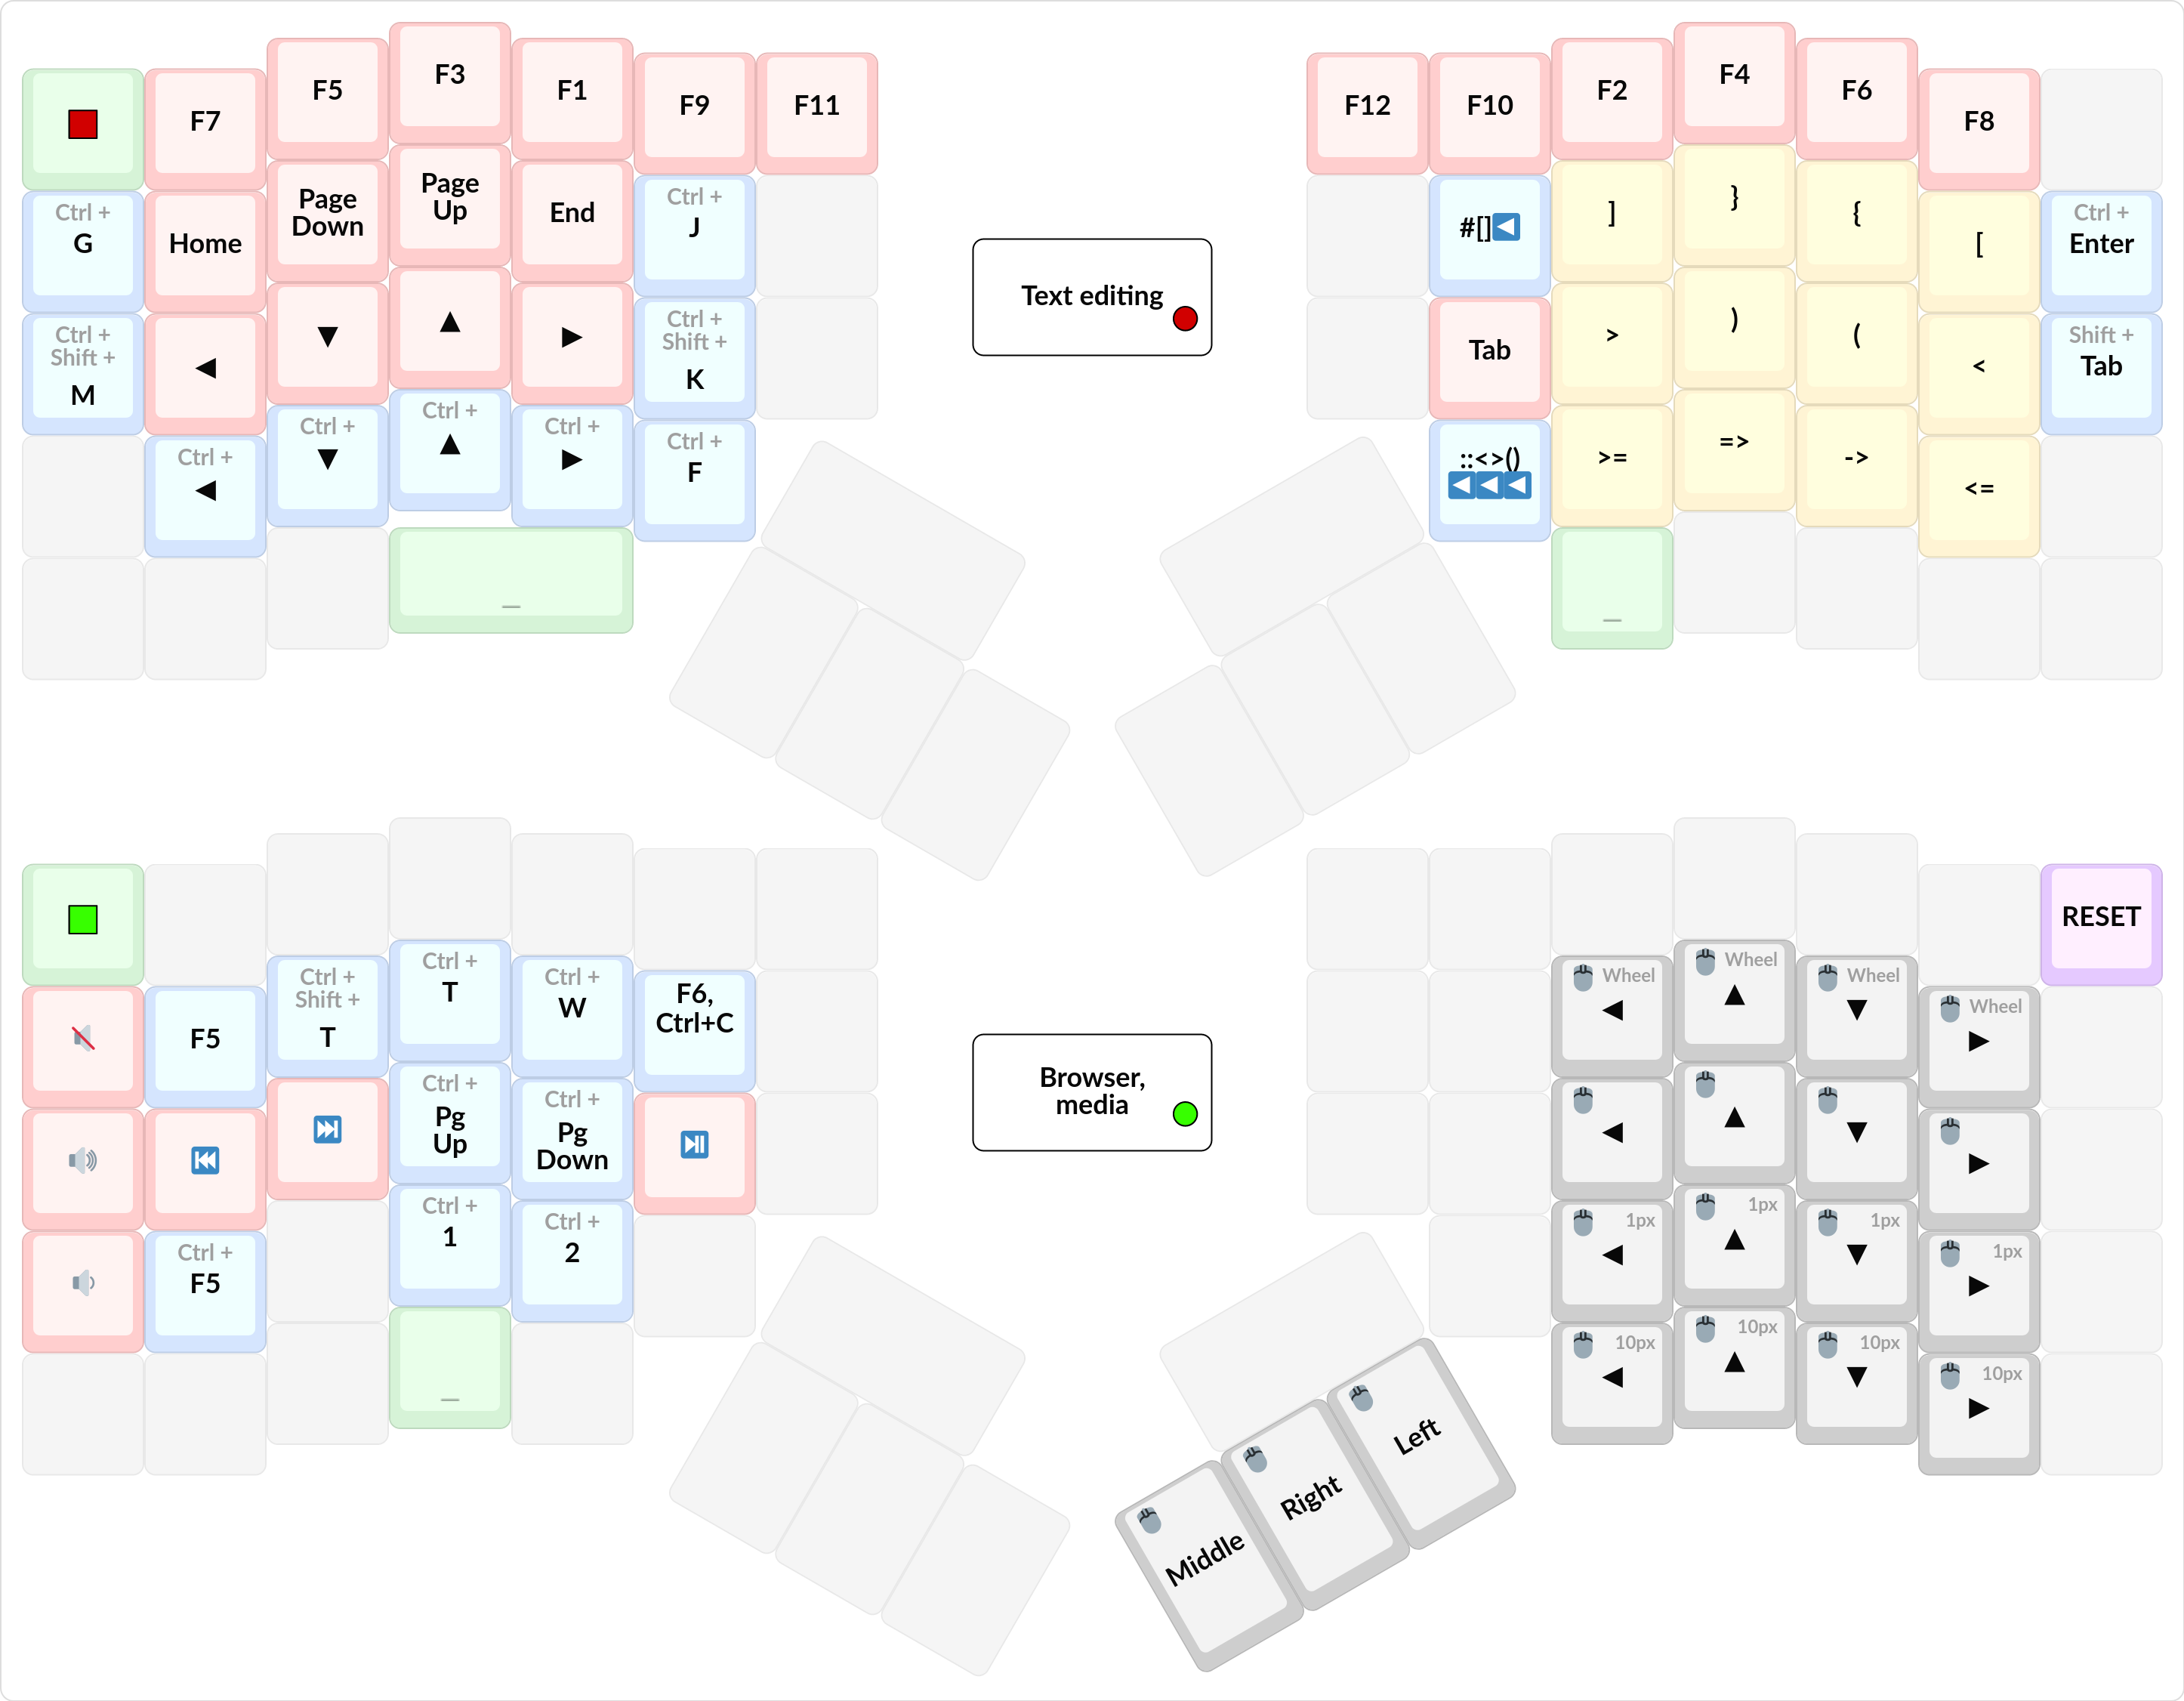 F7
F5
F3
F1
F9
F11
F12
F10
F2
F4
F6
F8
Ctrl +
G
Home
Page
Down
Page
Up
End
Ctrl +
J
#[]◀
]
}
{
[
Ctrl +
Enter
Text editing
Ctrl +
Shift +
M
◀
▼
▲
▶
Ctrl +
Shift +
K
Tab
>
)
(
<
Shift +
Tab
Ctrl +
◀
Ctrl +
▼
Ctrl +
▲
Ctrl +
▶
Ctrl +
F
::<>()
◀◀◀
>=
=>
->
<=
_
_
RESET
F5
Ctrl +
Shift +
T
Ctrl +
T
Ctrl +
W
F6,
Ctrl+C
Wheel
◀
Wheel
▲
Wheel
▼
Wheel
▶
Browser,
media
⏮
⏭
Ctrl +
Pg
Up
Ctrl +
Pg
Down
⏯
◀
▲
▼
▶
Ctrl +
F5
Ctrl +
1
Ctrl +
2
1px
◀
1px
▲
1px
▼
1px
▶
_
10px
◀
10px
▲
10px
▼
10px
▶
Left
Right
Middle